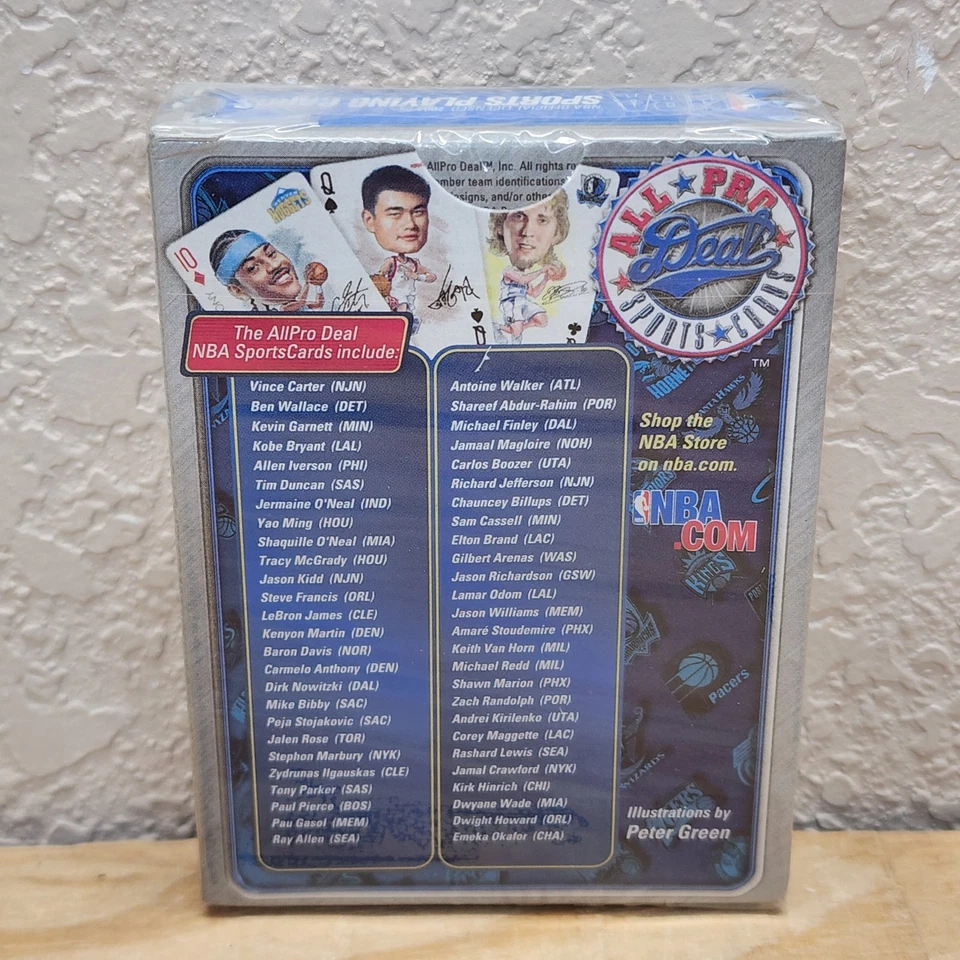 SPORTS PLAYING CARDS
AllPro Deal™, Inc. All rights
team identifications
and/or other
NUGGETS
10
Q
ALL PRO
Deal
SPORTS CARDS
TM
The AllPro Deal
NBA SportsCards include:
Vince Carter (NJN)
Ben Wallace (DET)
Kevin Garnett (MIN)
Kobe Bryant (LAL)
Allen Iverson (PHI)
Tim Duncan (SAS)
Jermaine O'Neal (IND)
Yao Ming (HOU)
Shaquille O'Neal (MIA)
Tracy McGrady (HOU)
Jason Kidd (NJN)
Steve Francis (ORL)
LeBron James (CLE)
Kenyon Martin (DEN)
Baron Davis (NOR)
Carmelo Anthony (DEN)
Dirk Nowitzki (DAL)
Mike Bibby (SAC)
Peja Stojakovic (SAC)
Jalen Rose (TOR)
Stephon Marbury (NYK)
Zydrunas Ilgauskas (CLE)
Tony Parker (SAS)
Paul Pierce (BOS)
Pau Gasol (MEM)
Ray Allen (SEA)
Antoine Walker (ATL)
Shareef Abdur-Rahim (POR)
Michael Finley (DAL)
Jamaal Magloire (NOH)
Carlos Boozer (UTA)
Richard Jefferson (NJN)
Chauncey Billups (DET)
Sam Cassell (MIN)
Elton Brand (LAC)
Gilbert Arenas (WAS)
Jason Richardson (GSW)
Lamar Odom (LAL)
Jason Williams (MEM)
Amaré Stoudemire (PHX)
Keith Van Horn (MIL)
Michael Redd (MIL)
Shawn Marion (PHX)
Zach Randolph (POR)
Andrei Kirilenko (UTA)
Corey Maggette (LAC)
Rashard Lewis (SEA)
Jamal Crawford (NYK)
Kirk Hinrich (CHI)
Dwyane Wade (MIA)
Dwight Howard (ORL)
Emeka Okafor (CHA)
Shop the
NBA Store
on nba.com.
NBA
.COM
KINGS
Pacers
WIZARDS
Illustrations by
Peter Green